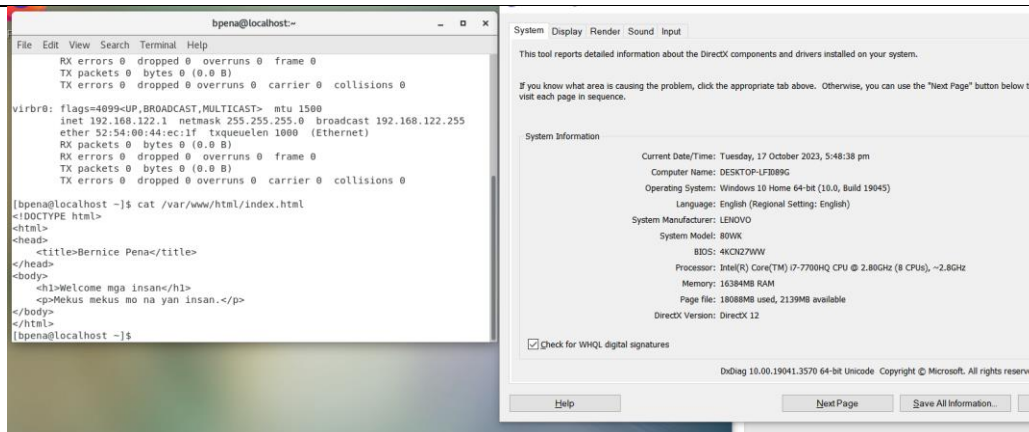 bpena@localhost:~
File Edit View Search Terminal Help
RX errors 0 dropped 0 overruns 0 frame 0
TX packets 0 bytes 0 (0.0 B)
TX errors 0 dropped 0 overruns 0 carrier 0 collisions 0
virbr0: flags=4099<UP,BROADCAST,MULTICAST> mtu 1500
inet 192.168.122.1 netmask 255.255.255.0 broadcast 192.168.122.255
ether 52:54:00:44:ec:1f txqueuelen 1000 (Ethernet)
RX packets 0 bytes 0 (0.0 B)
RX errors 0 dropped 0 overruns 0 frame 0
TX packets 0 bytes 0 (0.0 B)
TX errors 0 dropped 0 overruns 0 carrier 0 collisions 0
[bpena@localhost ~]$ cat /var/www/html/index.html
<!DOCTYPE html>
<html>
<head>
<title>Bernice Pena</title>
</head>
<body>
<h1>Welcome mga insan</h1>
<p>Mekus mekus mo na yan insan.</p>
</body>
</html>
[bpena@localhost ~]$
System Display Render Sound Input
This tool reports detailed information about the DirectX components and drivers installed on your system.
If you know what area is causing the problem, click the appropriate tab above. Otherwise, you can use the "Next Page" button below t
visit each page in sequence.
System Information
Current Date/Time: Tuesday, 17 October 2023, 5:48:38 pm
Computer Name: DESKTOP-LFI089G
Operating System: Windows 10 Home 64-bit (10.0, Build 19045)
Language: English (Regional Setting: English)
System Manufacturer: LENOVO
System Model: 80WK
BIOS: 4KCN27WW
Processor: Intel(R) Core(TM) i7-7700HQ CPU @ 2.80GHz (8 CPUs), ~2.8GHz
Memory: 16384MB RAM
Page file: 18088MB used, 2139MB available
DirectX Version: DirectX 12
Check for WHQL digital signatures
DxDiag 10.00.19041.3570 64-bit Unicode Copyright © Microsoft. All rights reserve
Help
Next Page
Save All Information...